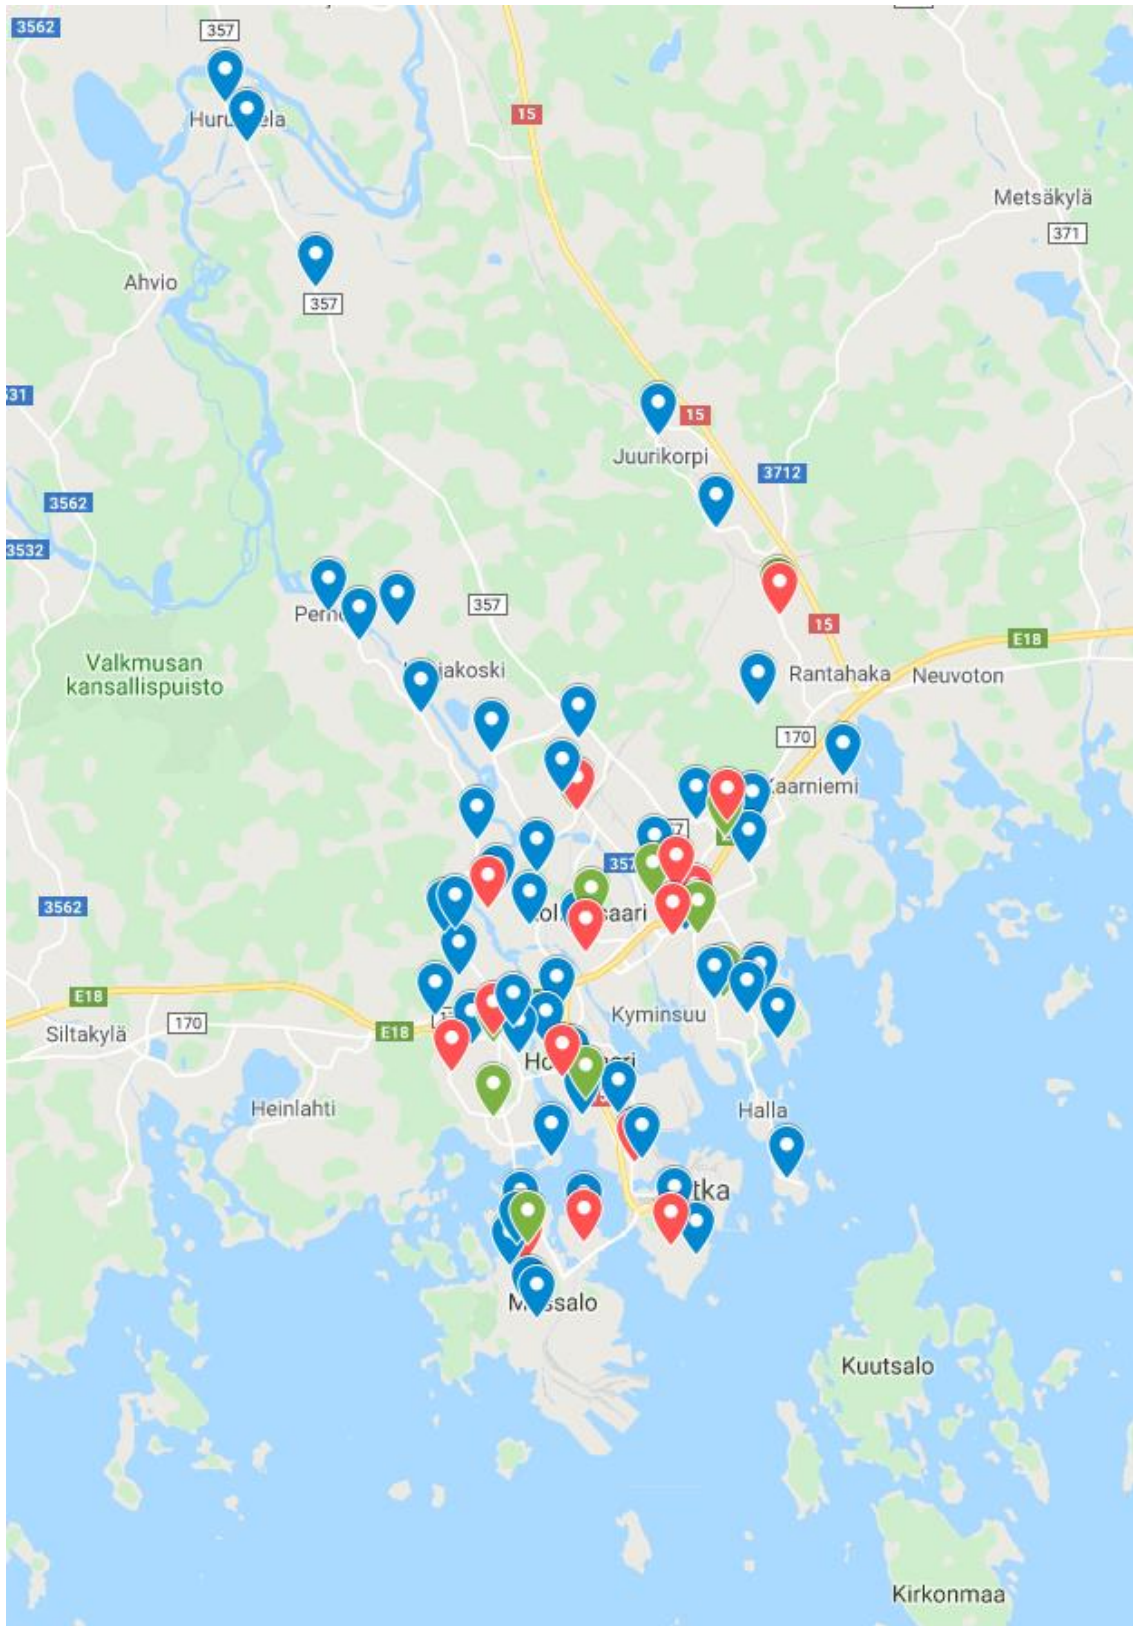 3562
357
15
Metsäkylä
371
Ahvio
357
15
Juurikorpi
3712
3562
3532
357
15
E18
Valkmusan
kansallispuisto
Rantahaka
Neuvoton
170
3562
E18
Siltakylä
170
E18
Kyminsuu
Heinlahti
Halla
Kuutsalo
Kirkonmaa